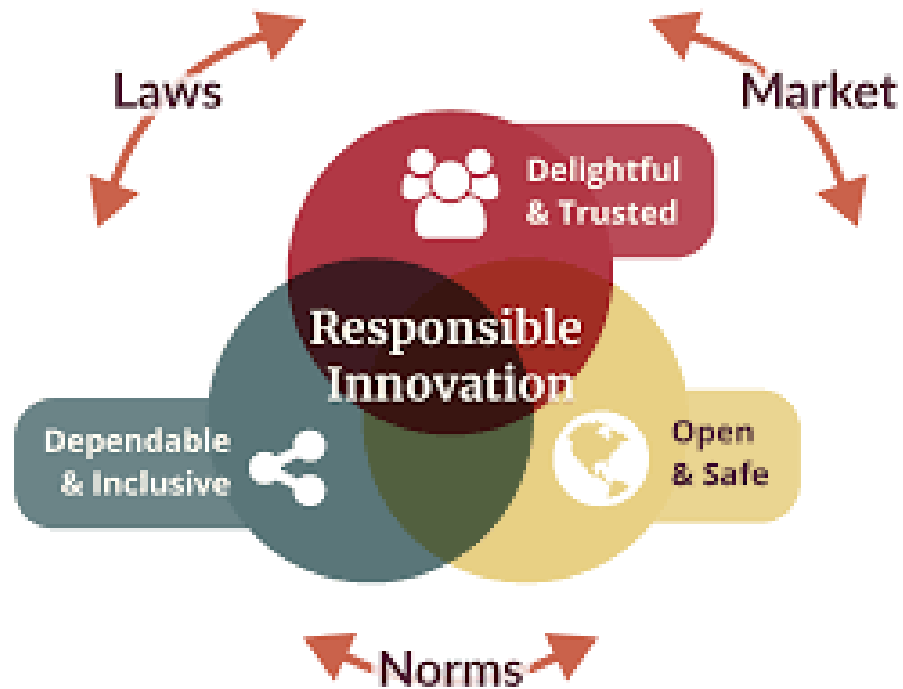 Laws
Market
Delightful
& Trusted
Responsible
Innovation
Dependable
& Inclusive
Open
& Safe
Norms